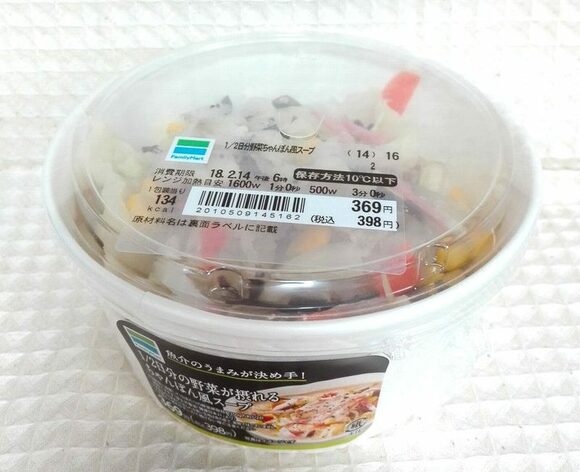 1/2日分野菜ちゃんぽん風スープ
(14) 16
2
FamilyMart
消費期限 18.2.14 午後 6時 保存方法10℃以下
レンジ加熱目安 1600w 1分0秒 500w 3分0秒
1包装当り
134
kcal
369円
(税込 398円)
2010509145162
原材料名は裏面ラベルに記載
魚介のうまみが決め手!
1/2日分の野菜が摂れる
ちゃんぽん風スープ